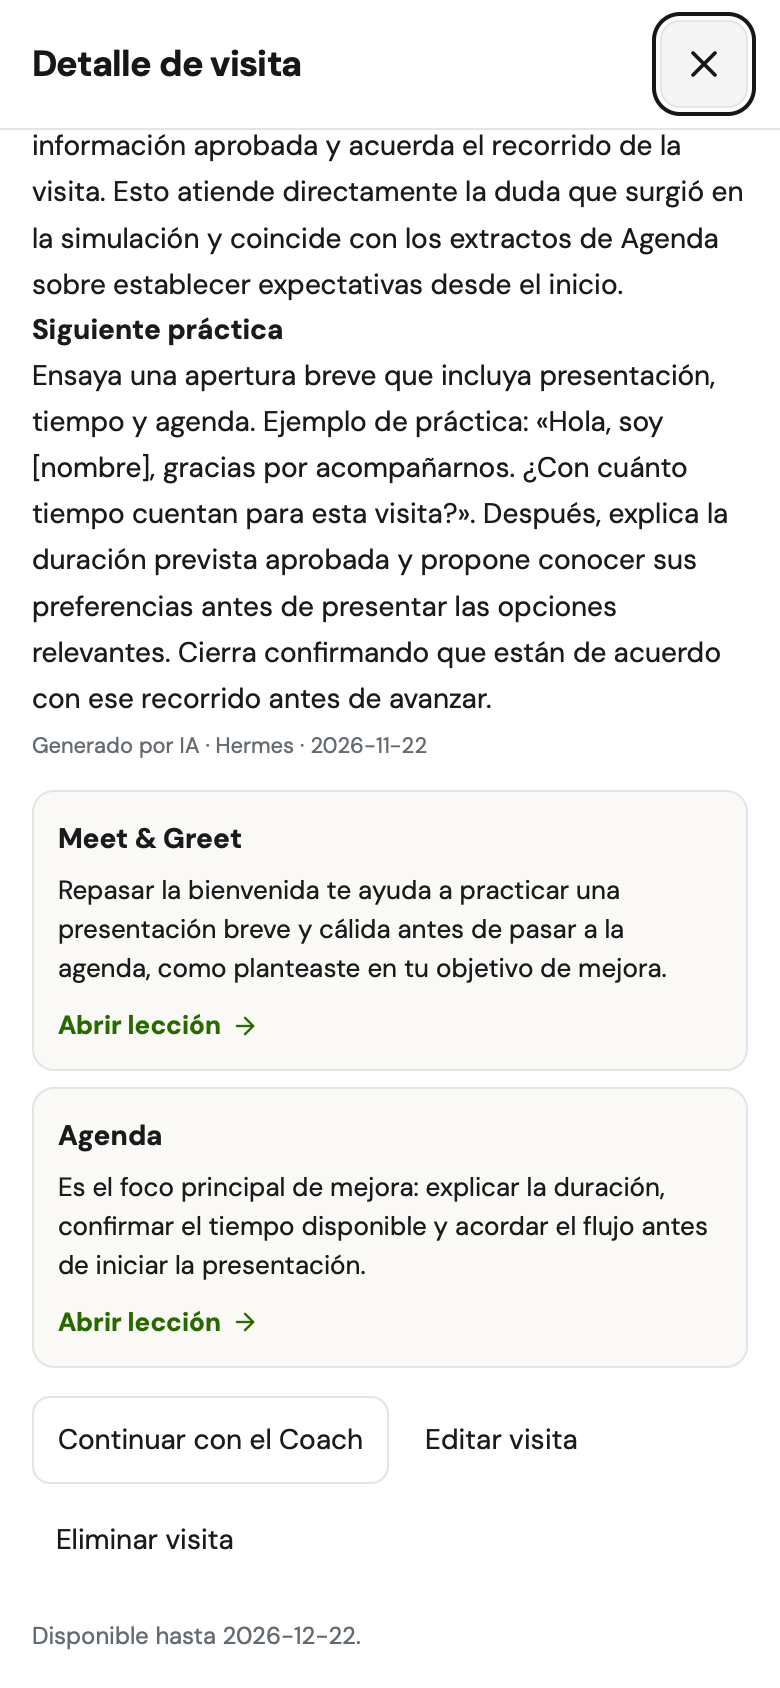 Detalle de visita
información aprobada y acuerda el recorrido de la
visita. Esto atiende directamente la duda que surgió en
la simulación y coincide con los extractos de Agenda
sobre establecer expectativas desde el inicio.
Siguiente práctica
Ensaya una apertura breve que incluya presentación,
tiempo y agenda. Ejemplo de práctica: «Hola, soy
[nombre], gracias por acompañarnos. ¿Con cuánto
tiempo cuentan para esta visita?». Después, explica la
duración prevista aprobada y propone conocer sus
preferencias antes de presentar las opciones
relevantes. Cierra confirmando que están de acuerdo
con ese recorrido antes de avanzar.
Generado por IA · Hermes · 2026-11-22
Meet & Greet
Repasar la bienvenida te ayuda a practicar una
presentación breve y cálida antes de pasar a la
agenda, como planteaste en tu objetivo de mejora.
Abrir lección →
Agenda
Es el foco principal de mejora: explicar la duración,
confirmar el tiempo disponible y acordar el flujo antes
de iniciar la presentación.
Abrir lección →
Continuar con el Coach Editar visita
Eliminar visita
Disponible hasta 2026-12-22.